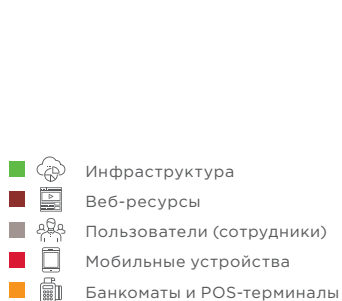 Инфраструктура
Веб-ресурсы
Пользователи (сотрудники)
Мобильные устройства
Банкоматы и POS-терминалы